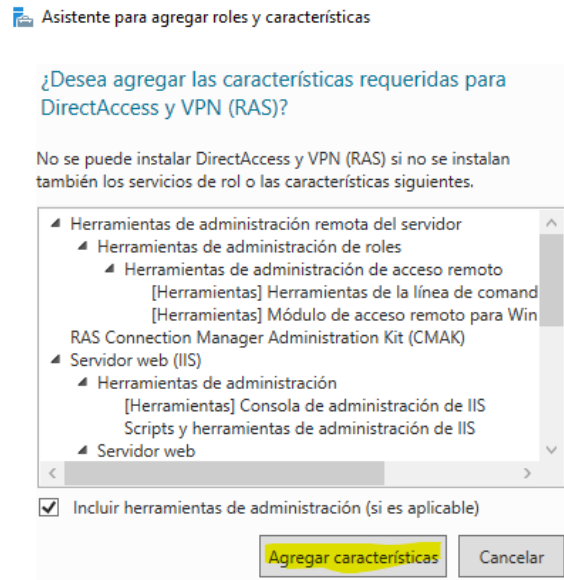 Asistente para agregar roles y características
¿Desea agregar las características requeridas para
DirectAccess y VPN (RAS)?
No se puede instalar DirectAccess y VPN (RAS) si no se instalan
también los servicios de rol o las características siguientes.
Herramientas de administración remota del servidor
Herramientas de administración de roles
Herramientas de administración de acceso remoto
[Herramientas] Herramientas de la línea de comand
[Herramientas] Módulo de acceso remoto para Win
RAS Connection Manager Administration Kit (CMAK)
Servidor web (IIS)
Herramientas de administración
[Herramientas] Consola de administración de IIS
Scripts y herramientas de administración de IIS
Servidor web
Incluir herramientas de administración (si es aplicable)
Agregar características Cancelar